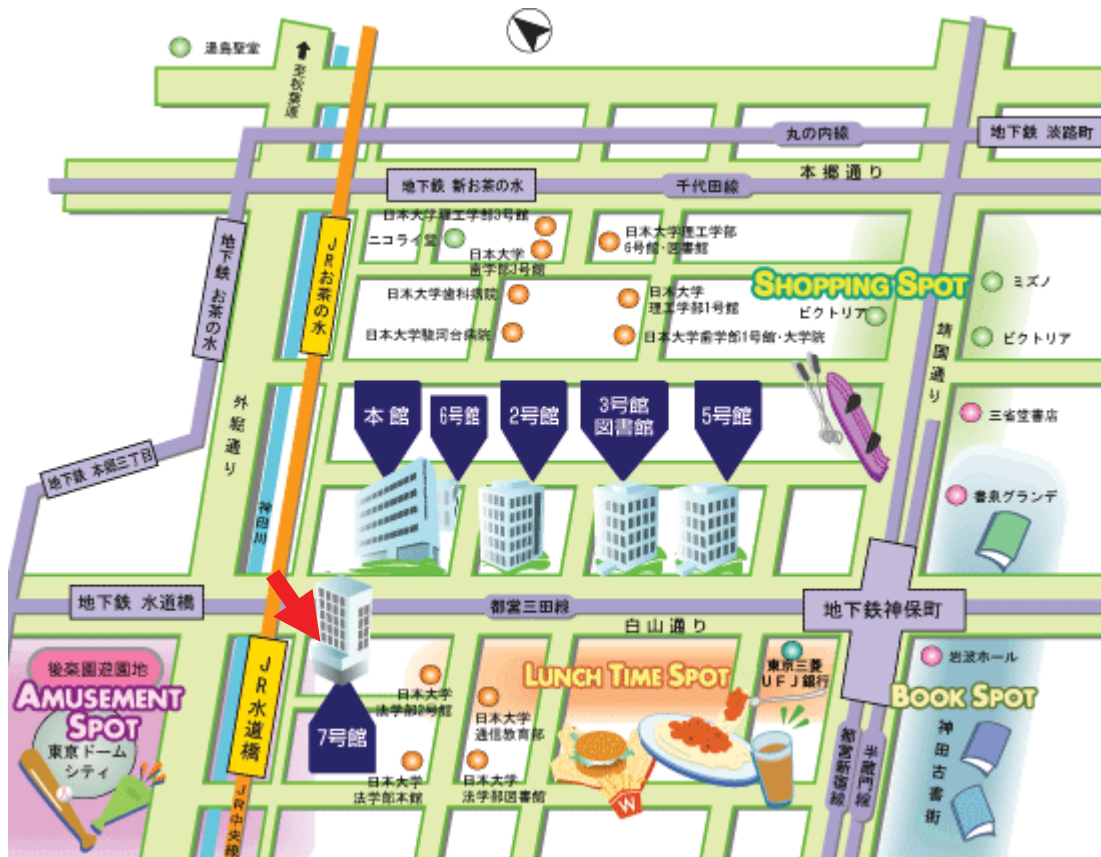 湯島聖堂
至秋葉原
丸の内線
地下鉄 淡路町
本郷通り
地下鉄 新お茶の水
千代田線
日本大学理工学部3号館
ニコライ堂
日本大学
歯学部3号館
日本大学理工学部
6号館・図書館
地下鉄 お茶の水
JRお茶の水
SHOPPING SPOT
ミズノ
日本大学歯科病院
日本大学
理工学部1号館
ビクトリア
日本大学駿河台病院
日本大学歯学部1号館・大学院
ビクトリア
靖国通り
外堀通り
本館
6号館
2号館
3号館
図書館
5号館
三省堂書店
地下鉄 本郷三丁目
神田川
書泉グランデ
地下鉄 水道橋
都営三田線
白山通り
地下鉄神保町
後楽園遊園地
AMUSEMENT
SPOT
東京ドーム
シティ
JR水道橋
7号館
日本大学
法学部2号館
日本大学
通信教育部
LUNCH TIME SPOT
東京三菱
UFJ銀行
岩波ホール
BOOK SPOT
神田古書街
日本大学
法学部本館
日本大学
法学部図書館
W
都営新宿線
半蔵門線
JR中央線